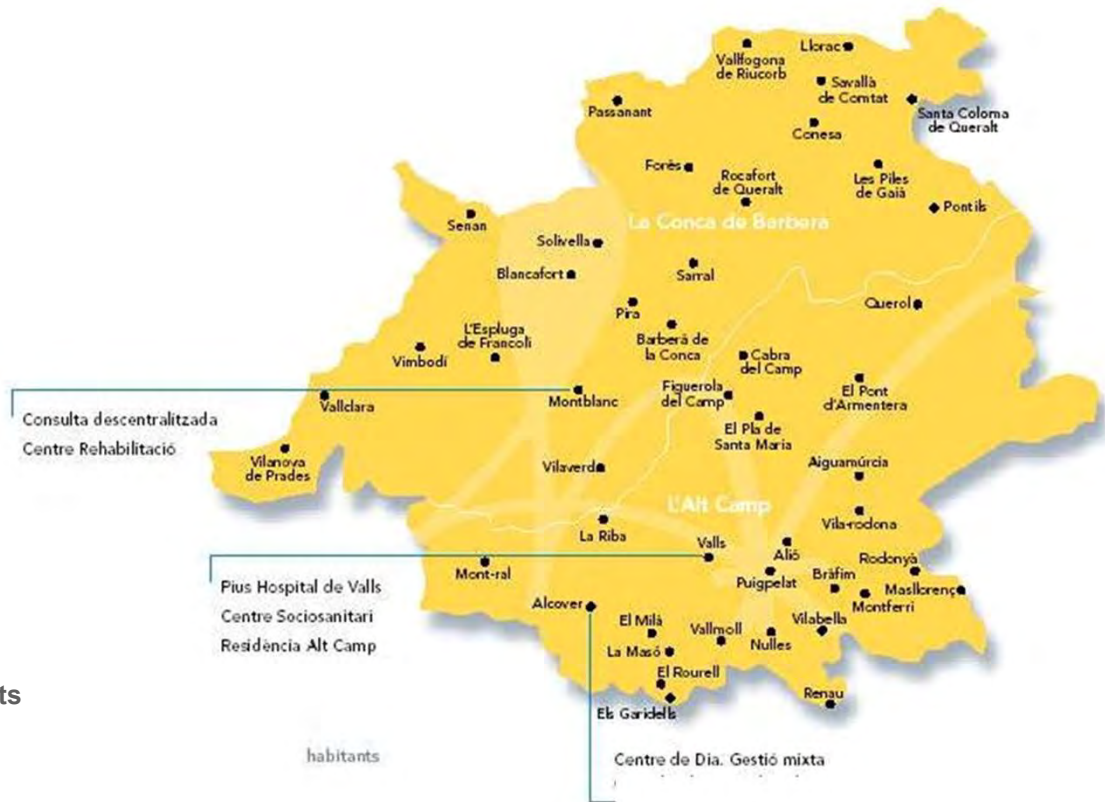 Vallfogona
de Riucorb
Llorac
Savallà
de Comtat
Passanant
Santa Coloma
de Queralt
Conesa
Forès
Rocafort
de Queralt
Les Piles
de Gaià
Pontils
Senan
La Conca de Barberà
Solivella
Blancafort
Sarral
Querol
Pira
L'Espluga
de Francolí
Barberà de
la Conca
Vimbodí
Cabra
del Camp
Figuerola
del Camp
El Pont
d'Armentera
Vallclara
Montblanc
Consulta descentralitzada
Centre Rehabilitació
El Pla de
Santa Maria
Vilanova
de Prades
Vilaverd
Aiguamúrcia
L'Alt Camp
Vila-rodona
La Riba
Valls
Alió
Mont-ral
Puigpelat
Bràfim
Rodonyà
Masllorenç
Montferri
Pius Hospital de Valls
Centre Sociosanitari
Residència Alt Camp
Alcover
El Milà
Vallmoll
Nulles
Vilabella
La Masó
El Rourell
Renau
Els Garidells
ts
habitants
Centre de Dia. Gestió mixta